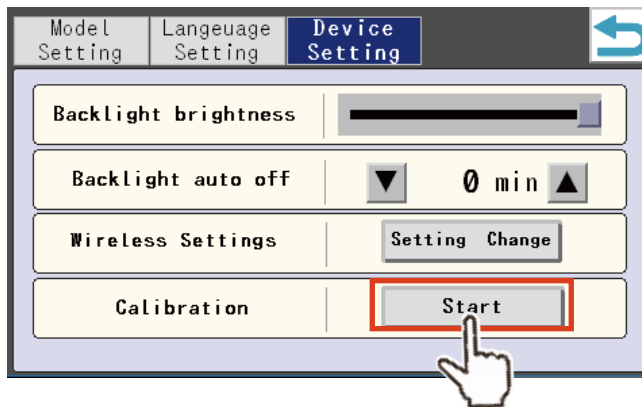 Model Setting
Langeuage Setting
Device Setting
Backlight brightness
Backlight auto off
▼ 0 min ▲
Wireless Settings
Setting Change
Calibration
Start